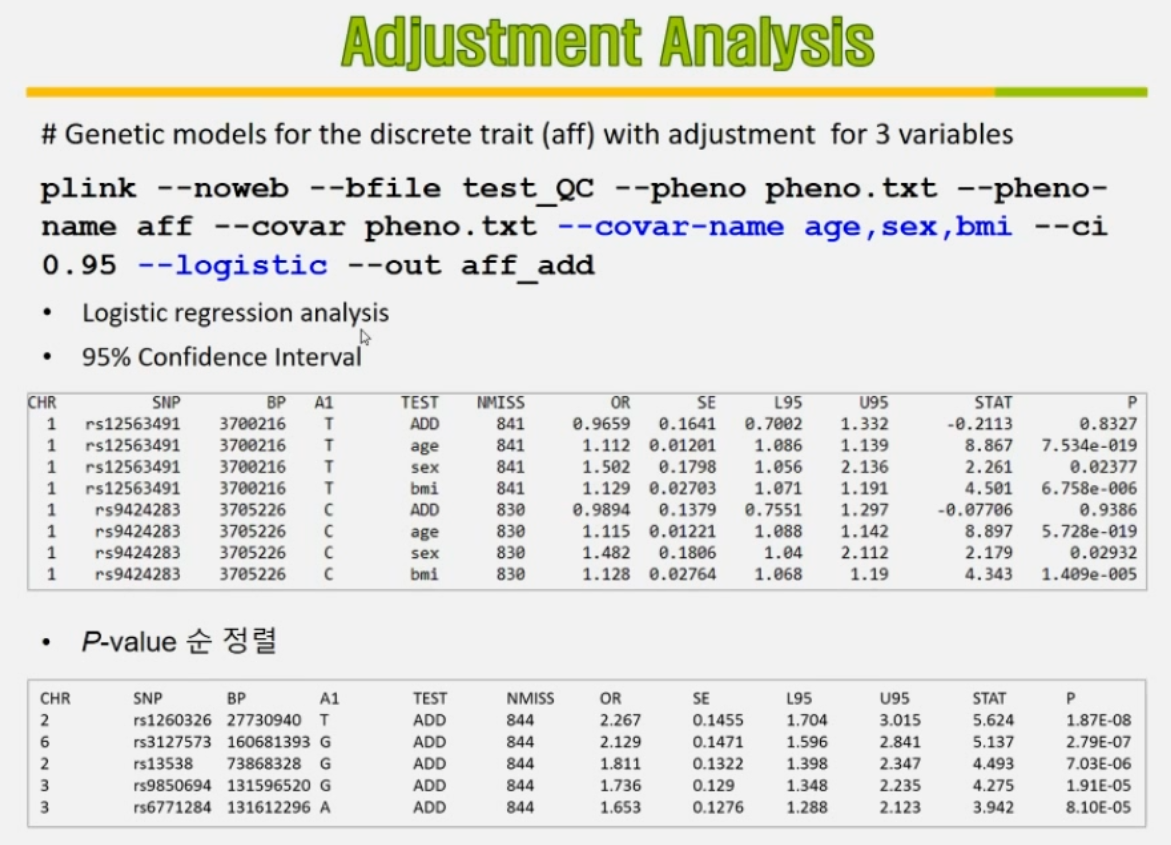 Adjustment Analysis
# Genetic models for the discrete trait (aff) with adjustment for 3 variables
plink --noweb --bfile test_QC --pheno pheno.txt --pheno-
name aff --covar pheno.txt --covar-name age,sex,bmi --ci
0.95 --logistic --out aff_add
• Logistic regression analysis
• 95% Confidence Interval
CHR SNP BP A1 TEST NMISS OR SE L95 U95 STAT P
1 rs12563491 3700216 T ADD 841 0.9659 0.1641 0.7002 1.332 -0.2113 0.8327
1 rs12563491 3700216 T age 841 1.112 0.01201 1.086 1.139 8.867 7.534e-019
1 rs12563491 3700216 T sex 841 1.502 0.1798 1.056 2.136 2.261 0.02377
1 rs12563491 3700216 T bmi 841 1.129 0.02703 1.071 1.191 4.501 6.758e-006
1 rs9424283 3705226 C ADD 830 0.9894 0.1379 0.7551 1.297 -0.07706 0.9386
1 rs9424283 3705226 C age 830 1.115 0.01221 1.088 1.142 8.897 5.728e-019
1 rs9424283 3705226 C sex 830 1.482 0.1806 1.04 2.112 2.179 0.02932
1 rs9424283 3705226 C bmi 830 1.128 0.02764 1.068 1.19 4.343 1.409e-005
• P-value 순 정렬
CHR SNP BP A1 TEST NMISS OR SE L95 U95 STAT P
2 rs1260326 27730940 T ADD 844 2.267 0.1455 1.704 3.015 5.624 1.87E-08
6 rs3127573 160681393 G ADD 844 2.129 0.1471 1.596 2.841 5.137 2.79E-07
2 rs13538 73868328 G ADD 844 1.811 0.1322 1.398 2.347 4.493 7.03E-06
3 rs9850694 131596520 G ADD 844 1.736 0.129 1.348 2.235 4.275 1.91E-05
3 rs6771284 131612296 A ADD 844 1.653 0.1276 1.288 2.123 3.942 8.10E-05